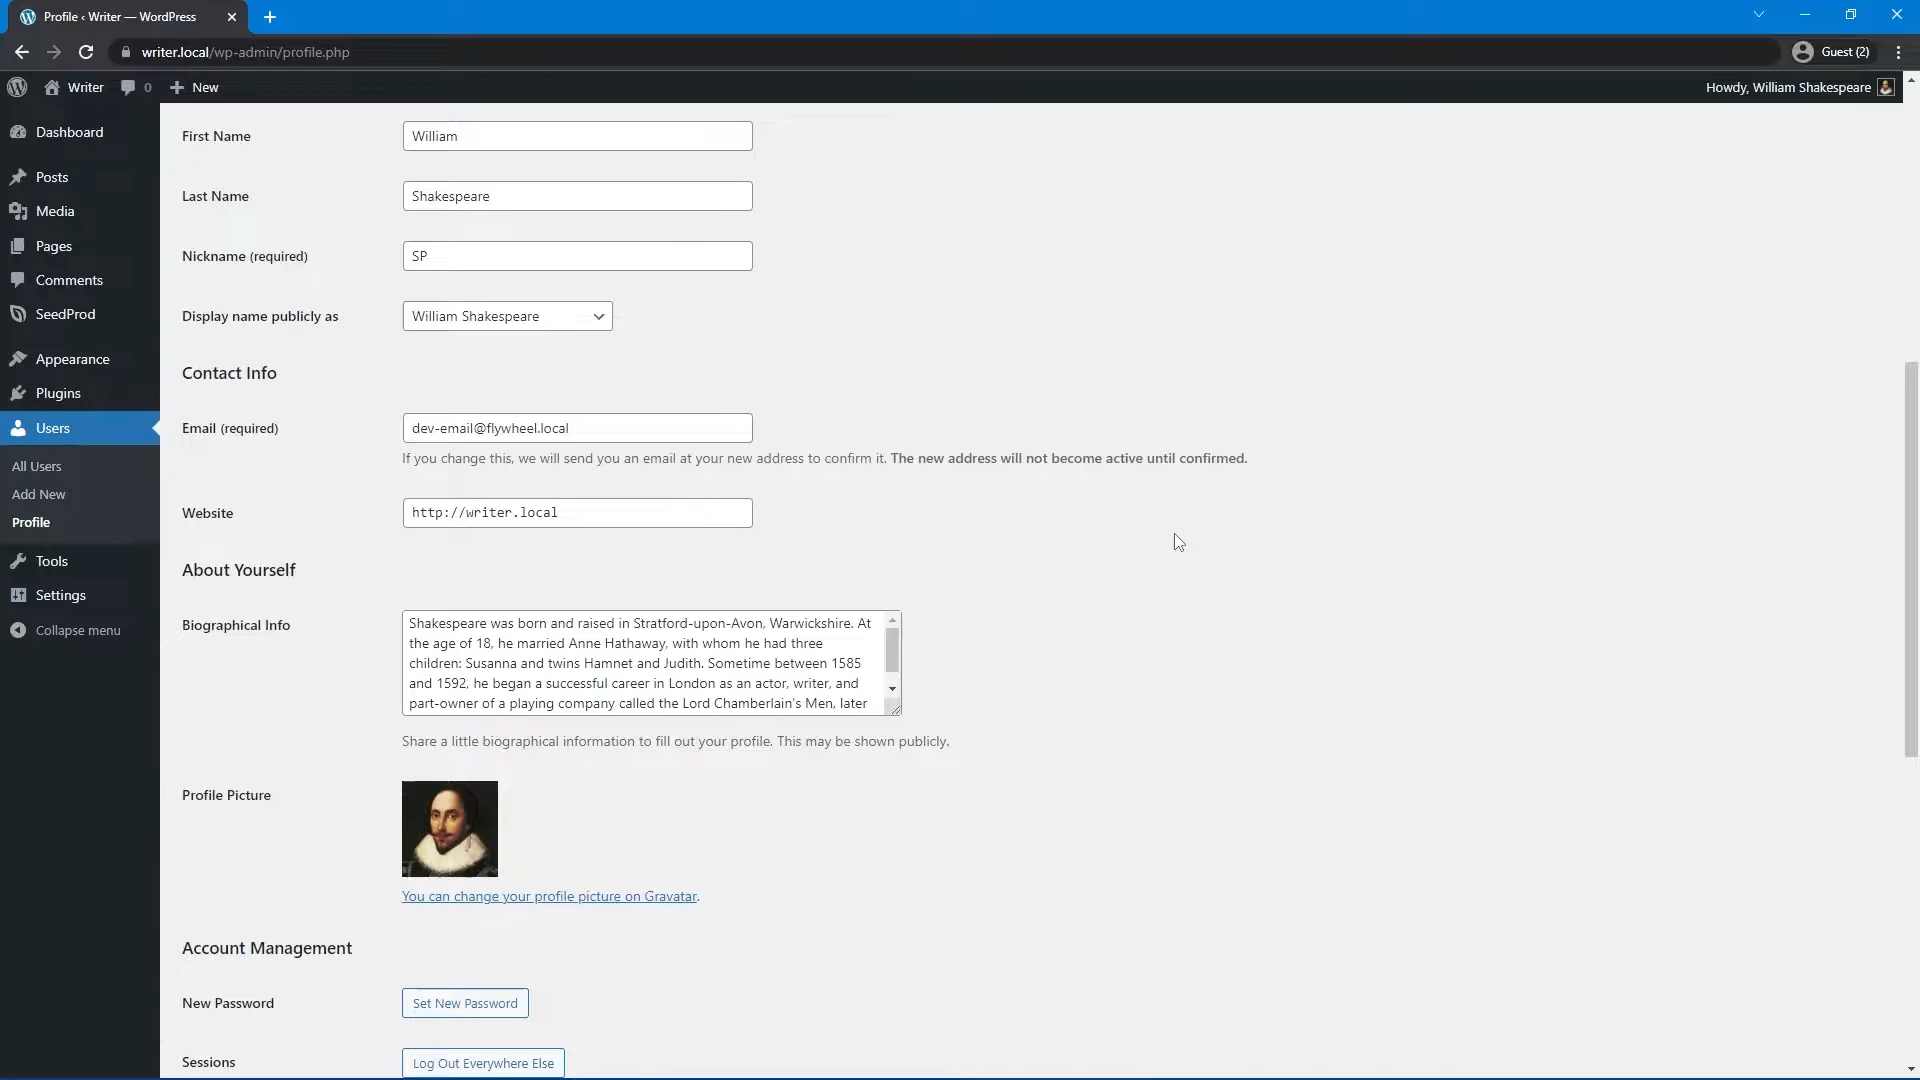 Profile ‹ Writer — WordPress
writer.local/wp-admin/profile.php
Guest (2)
Writer
0
New
Howdy, William Shakespeare
Dashboard
Posts
Media
Pages
Comments
SeedProd
Appearance
Plugins
Users
All Users
Add New
Profile
Tools
Settings
Collapse menu
First Name
William
Last Name
Shakespeare
Nickname (required)
SP
Display name publicly as
William Shakespeare
Contact Info
Email (required)
dev-email@flywheel.local
If you change this, we will send you an email at your new address to confirm it. The new address will not become active until confirmed.
Website
http://writer.local
About Yourself
Biographical Info
Shakespeare was born and raised in Stratford-upon-Avon, Warwickshire. At
the age of 18, he married Anne Hathaway, with whom he had three
children: Susanna and twins Hamnet and Judith. Sometime between 1585
and 1592, he began a successful career in London as an actor, writer, and
part-owner of a playing company called the Lord Chamberlain's Men, later
Share a little biographical information to fill out your profile. This may be shown publicly.
Profile Picture
You can change your profile picture on Gravatar.
Account Management
New Password
Set New Password
Sessions
Log Out Everywhere Else